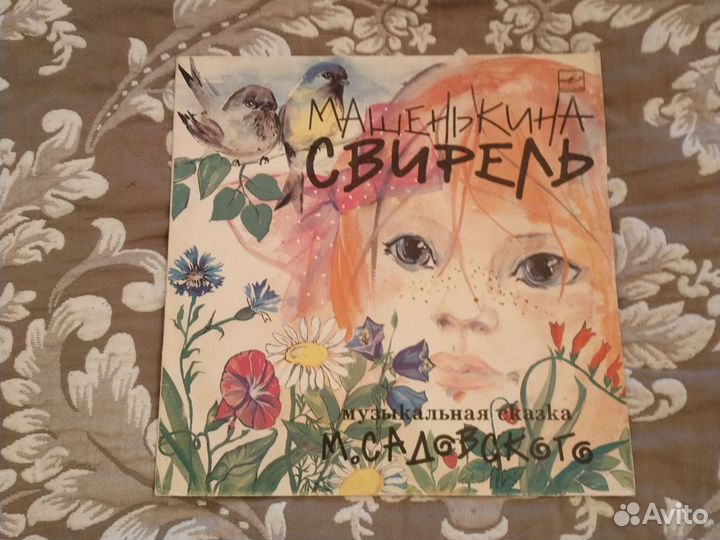 МАШЕНЬКИНА
СВИРЕЛЬ
музыкальная сказка
М.САДОВСКОГО
Avito